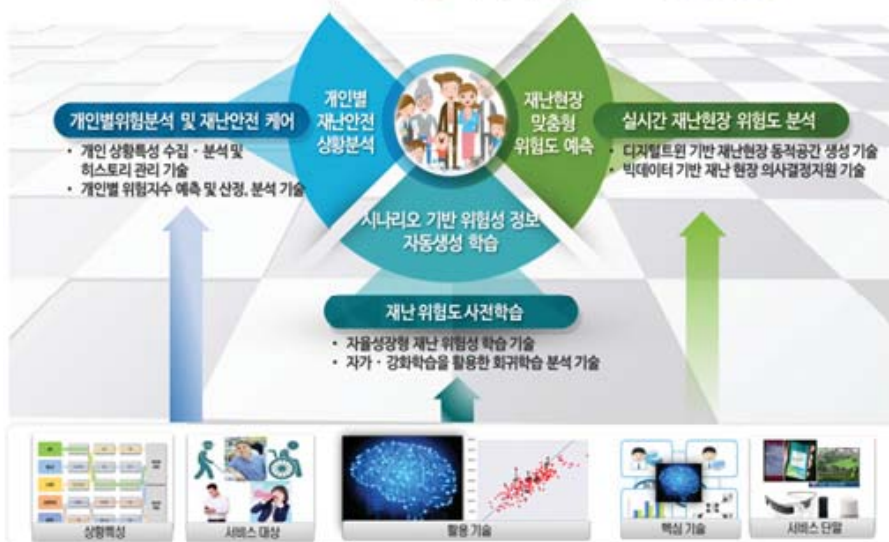 개인별
재난안전
상황분석
재난현장
맞춤형
위험도 예측
개인별위험분석 및 재난안전 케어
• 개인 상황특성 수집 · 분석 및
히스토리 관리 기술
• 개인별 위험지수 예측 및 산정, 분석 기술
실시간 재난현장 위험도 분석
• 디지털트윈 기반 재난현장 동적공간 생성 기술
• 빅데이터 기반 재난 현장 의사결정지원 기술
시나리오 기반 위험성 정보
자동생성 학습
재난 위험도 사전학습
• 자율성장형 재난 위험성 학습 기술
• 자가 · 강화학습을 활용한 회귀학습 분석 기술
상황특성
서비스 대상
활용 기술
핵심 기술
서비스 단말